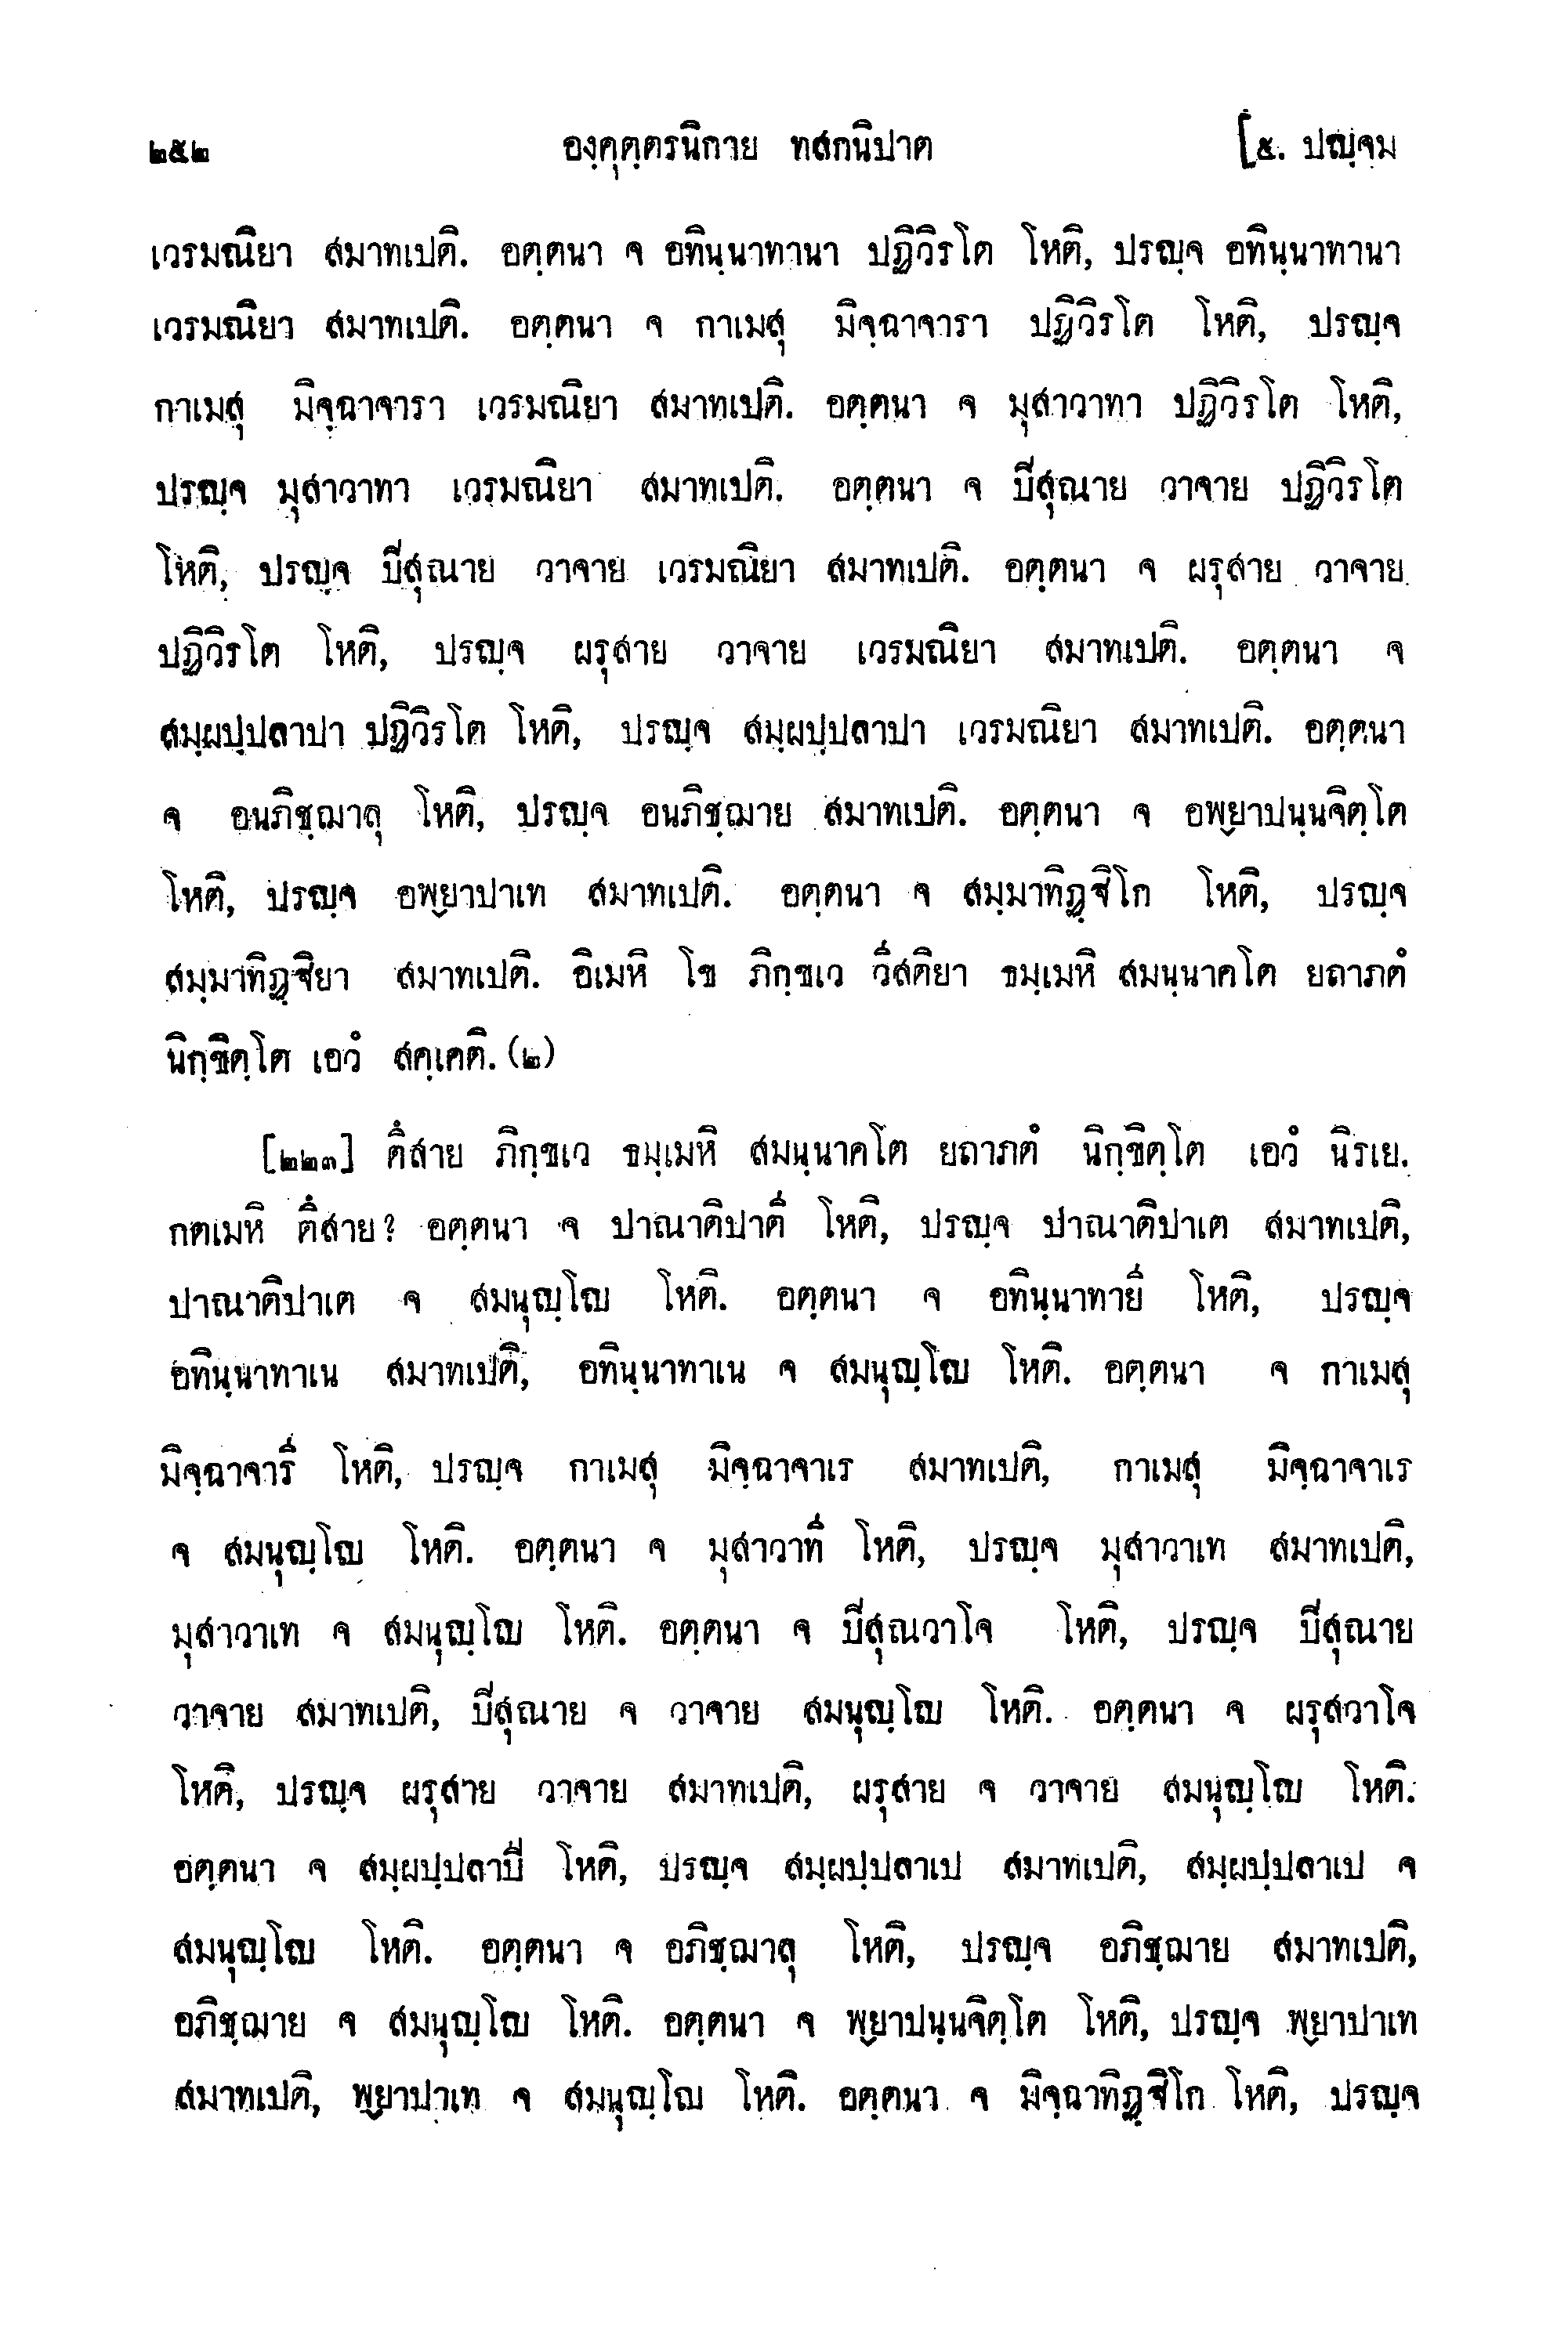 ๒๕๒ องฺคุตฺตรนิกาย ทสกนิปาต [๕. ปญฺจม
เวรมณิยา สมาทเปติ. อตฺตนา จ อทินฺนาทานา ปฏิวิรโต โหติ, ปรญฺจ อทินฺนาทานา
เวรมณิยา สมาทเปติ. อตฺตนา จ กาเมสุ มิจฺฉาจารา ปฏิวิรโต โหติ, ปรญฺจ
กาเมสุ มิจฺฉาจารา เวรมณิยา สมาทเปติ. อตฺตนา จ มุสาวาทา ปฏิวิรโต โหติ,
ปรญฺจ มุสาวาทา เวรมณิยา สมาทเปติ. อตฺตนา จ ปิสุณาย วาจาย ปฏิวิรโต
โหติ, ปรญฺจ ปิสุณาย วาจาย เวรมณิยา สมาทเปติ. อตฺตนา จ ผรุสาย วาจาย
ปฏิวิรโต โหติ, ปรญฺจ ผรุสาย วาจาย เวรมณิยา สมาทเปติ. อตฺตนา จ
สมฺผปฺปลาปา ปฏิวิรโต โหติ, ปรญฺจ สมฺผปฺปลาปา เวรมณิยา สมาทเปติ. อตฺตนา
จ อนภิชฺฌาลุ โหติ, ปรญฺจ อนภิชฺฌาย สมาทเปติ. อตฺตนา จ อพฺยาปนฺนจิตฺโต
โหติ, ปรญฺจ อพฺยาปาเท สมาทเปติ. อตฺตนา จ สมฺมาทิฏฺฐิโก โหติ, ปรญฺจ
สมฺมาทิฏฺฐิยา สมาทเปติ. อิเมหิ โข ภิกฺขเว วีสติยา ธมฺเมหิ สมนฺนาคโต ยถาภตํ
นิกฺขิตฺโต เอวํ สคฺเคติ. (๒)
[๒๒๓] ตึสาย ภิกฺขเว ธมฺเมหิ สมนฺนาคโต ยถาภตํ นิกฺขิตฺโต เอวํ นิรเย.
กตเมหิ ตึสาย? อตฺตนา จ ปาณาติปาตี โหติ, ปรญฺจ ปาณาติปาเต สมาทเปติ,
ปาณาติปาเต จ สมนุญฺโญ โหติ. อตฺตนา จ อทินฺนาทายี โหติ, ปรญฺจ
อทินฺนาทาเน สมาทเปติ, อทินฺนาทาเน จ สมนุญฺโญ โหติ. อตฺตนา จ กาเมสุ
มิจฺฉาจารี โหติ, ปรญฺจ กาเมสุ มิจฺฉาจาเร สมาทเปติ, กาเมสุ มิจฺฉาจาเร
จ สมนุญฺโญ โหติ. อตฺตนา จ มุสาวาที โหติ, ปรญฺจ มุสาวาเท สมาทเปติ,
มุสาวาเท จ สมนุญฺโญ โหติ. อตฺตนา จ ปิสุณวาโจ โหติ, ปรญฺจ ปิสุณาย
วาจาย สมาทเปติ, ปิสุณาย จ วาจาย สมนุญฺโญ โหติ. อตฺตนา จ ผรุสวาโจ
โหติ, ปรญฺจ ผรุสาย วาจาย สมาทเปติ, ผรุสาย จ วาจาย สมนุญฺโญ โหติ.
อตฺตนา จ สมฺผปฺปลาปี โหติ, ปรญฺจ สมฺผปฺปลาเป สมาทเปติ, สมฺผปฺปลาเป จ
สมนุญฺโญ โหติ. อตฺตนา จ อภิชฺฌาลุ โหติ, ปรญฺจ อภิชฺฌาย สมาทเปติ,
อภิชฺฌาย จ สมนุญฺโญ โหติ. อตฺตนา จ พฺยาปนฺนจิตฺโต โหติ, ปรญฺจ พฺยาปาเท
สมาทเปติ, พฺยาปาเท จ สมนุญฺโญ โหติ. อตฺตนา จ มิจฺฉาทิฏฺฐิโก โหติ, ปรญฺจ